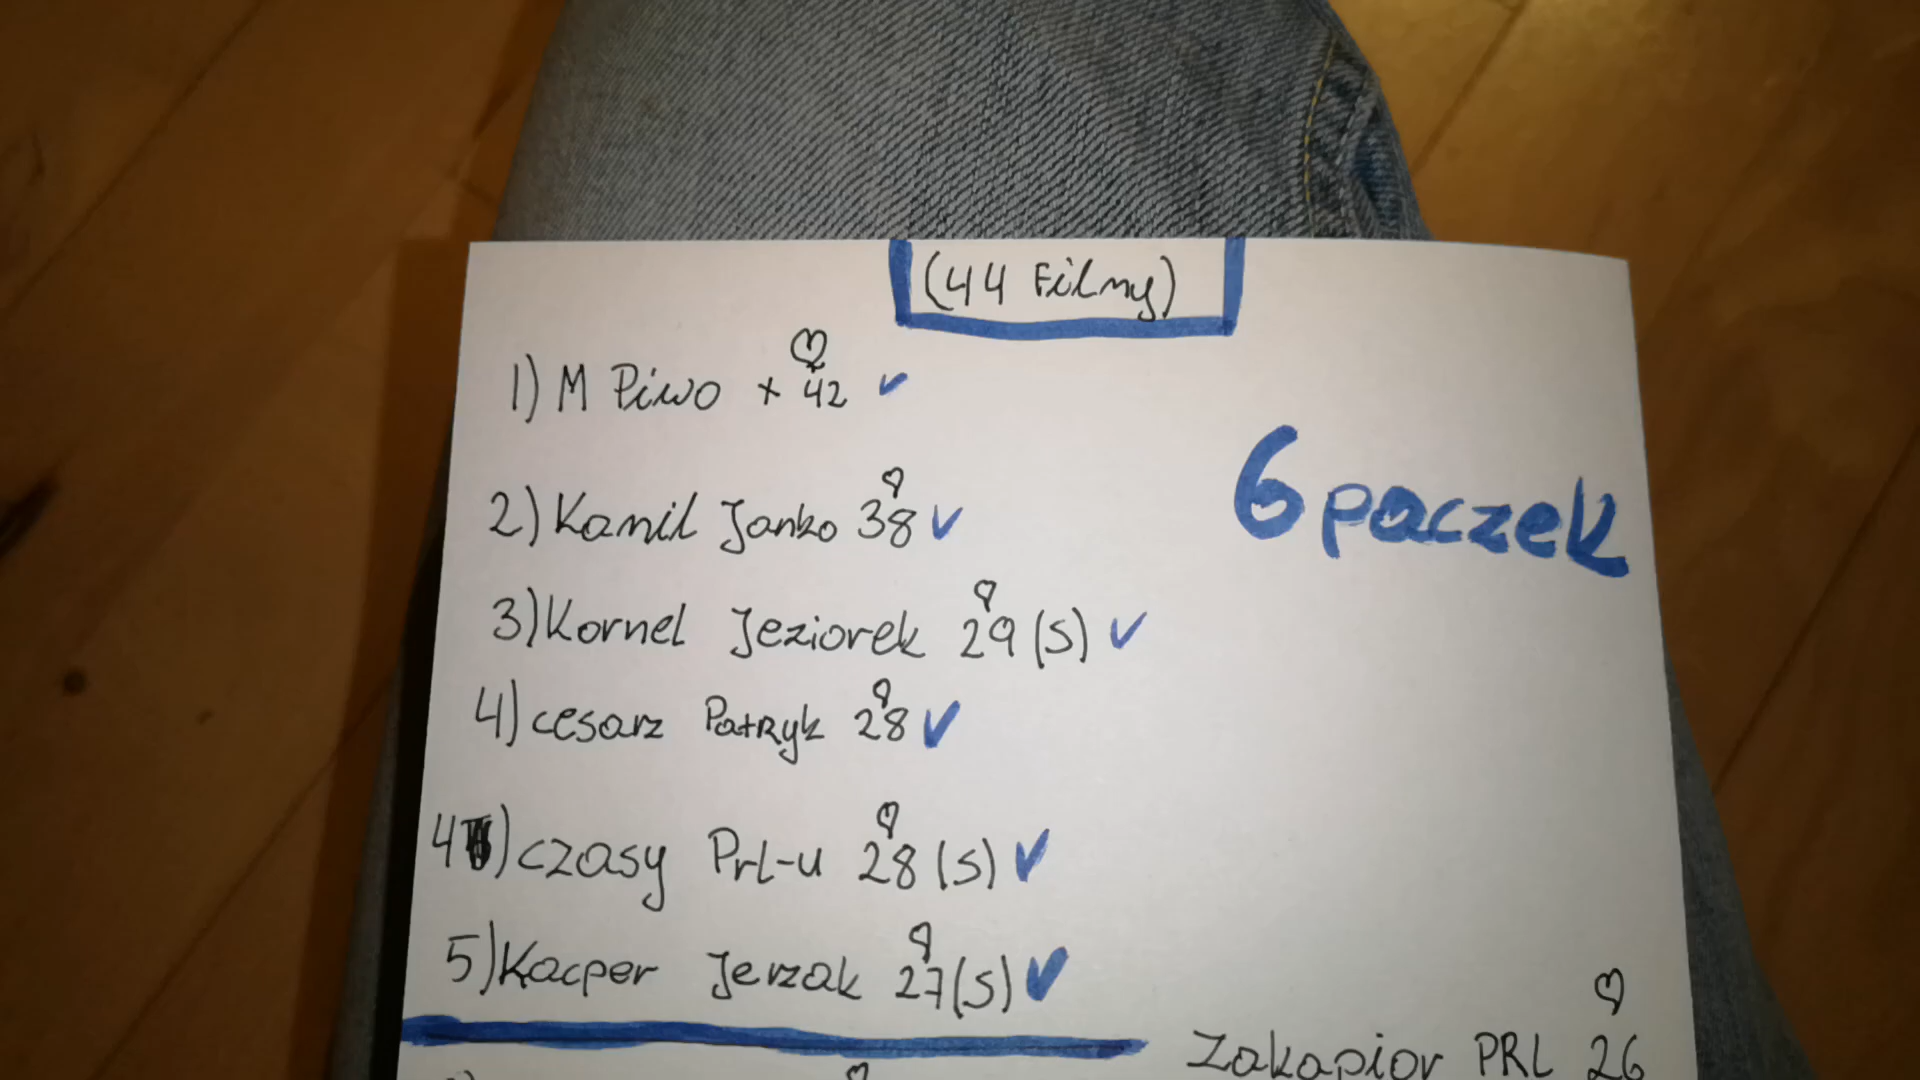 (44 Filmy)
1) M Piwo + ♡ 42 ✓
6 paczek
2) Kamil Janko ♡ 38 ✓
3) Kornel Jeziorek ♡ 29 (S) ✓
4) cesarz Patryk ♡ 28 ✓
4) czasy Prl-u ♡ 28 (S) ✓
5) Kacper Jerzak ♡ 27 (S) ✓
Zakapior PRL ♡ 26